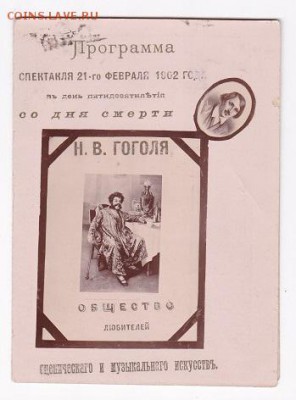 COINS.LAVE.RU
Программа
СПЕКТАКЛЯ 21-го ФЕВРАЛЯ 1902 ГОДА
въ день пятидесятилѣтія
со дня смерти
Н. В. ГОГОЛЯ
ОБЩЕСТВО
ЛЮБИТЕЛЕЙ
сценическаго и музыкальнаго искусствъ.